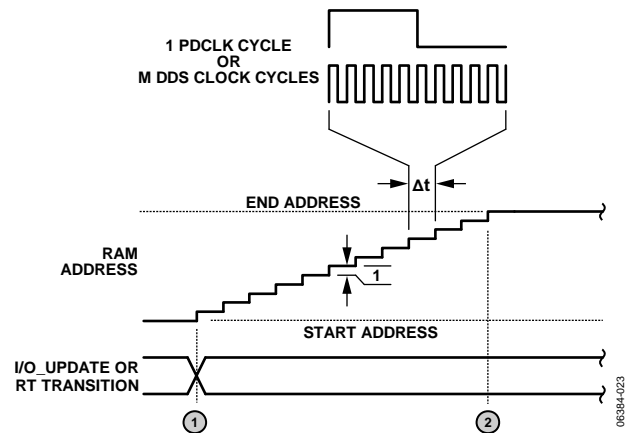 1 PDCLK CYCLE
OR
M DDS CLOCK CYCLES
Δt
END ADDRESS
RAM
ADDRESS
1
START ADDRESS
I/O_UPDATE OR
RT TRANSITION
1
2
06384-023